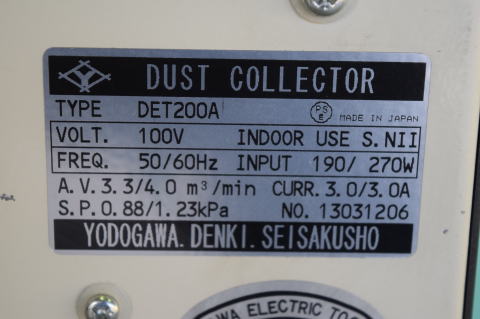 DUST COLLECTOR
TYPE DET200A PS E MADE IN JAPAN
VOLT. 100V INDOOR USE S.NII
FREQ. 50/60Hz INPUT 190/ 270W
A.V.3.3/4.0 m³/min CURR.3.0/3.0A
S.P.0.88/1.23kPa NO.13031206
YODOGAWA.DENKI.SEISAKUSHO
WA ELECTRIC TOO